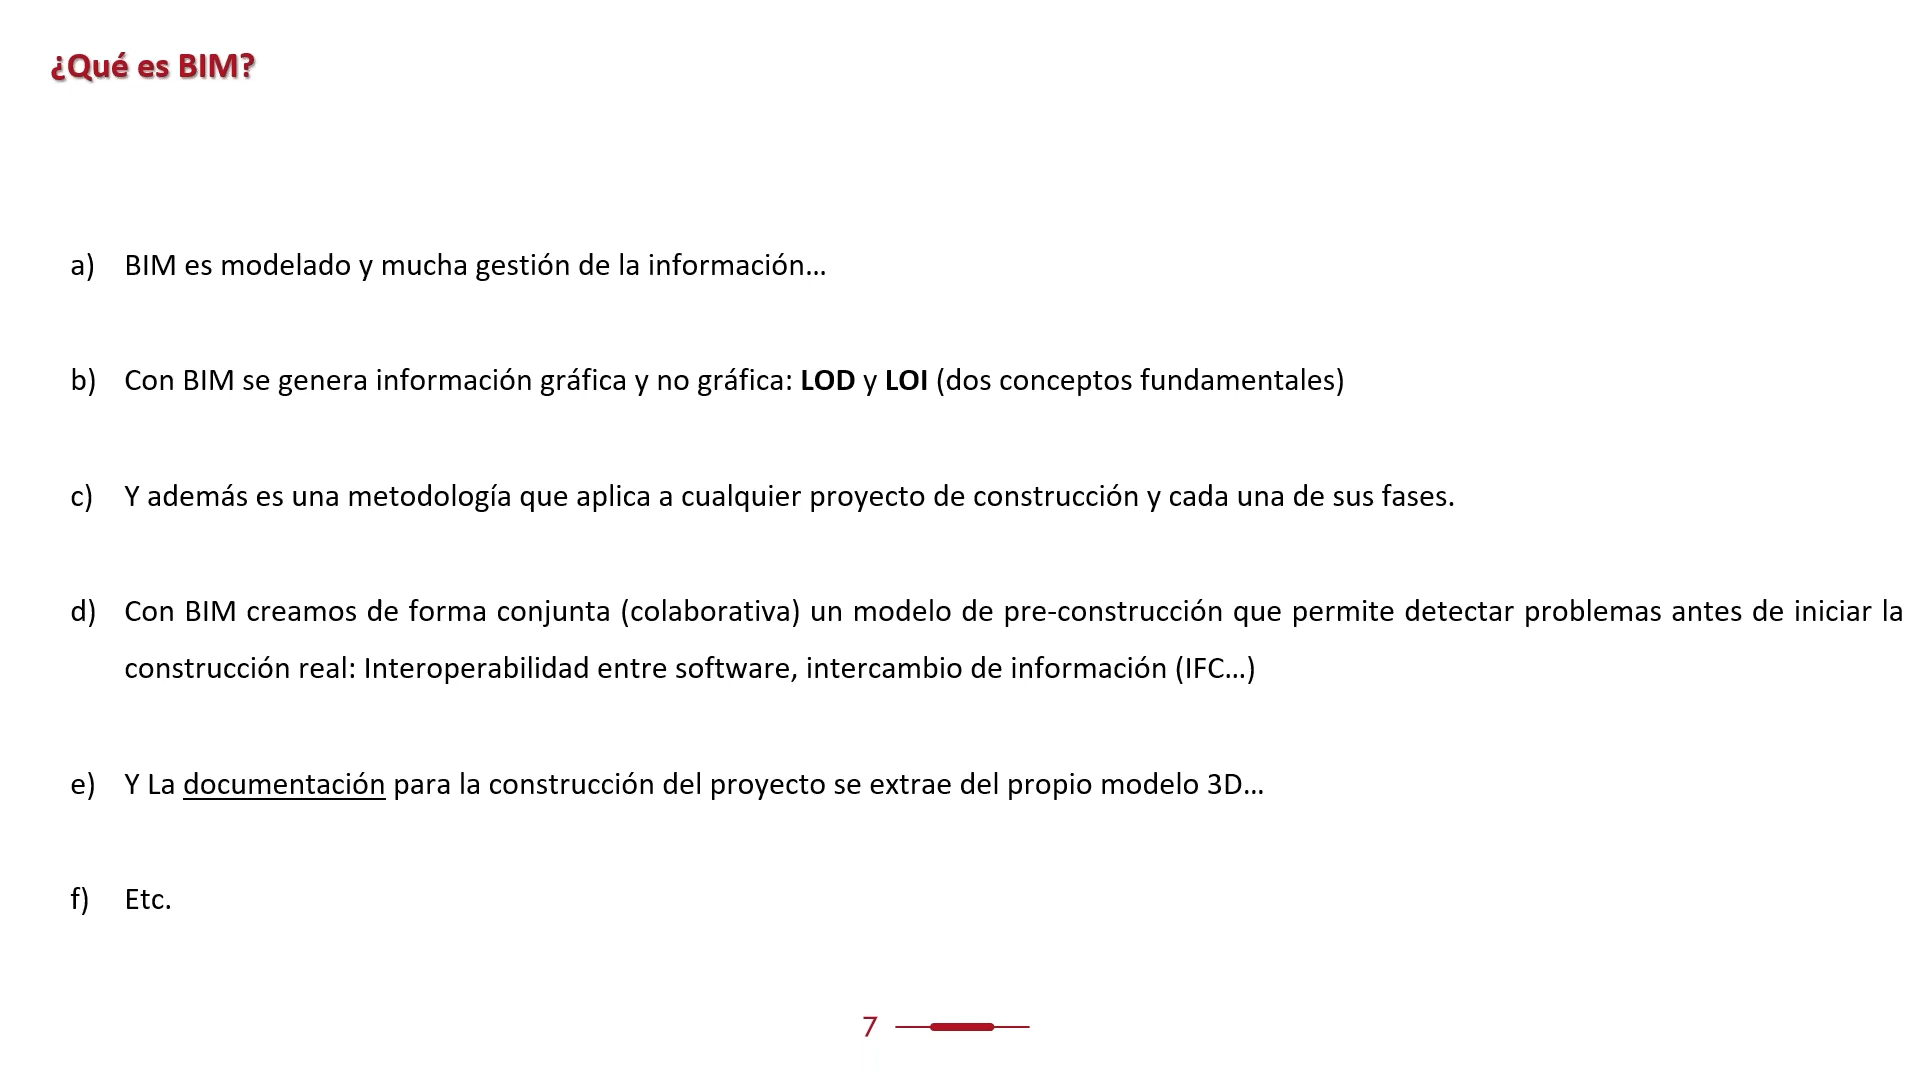 ¿Qué es BIM?
a) BIM es modelado y mucha gestión de la información…
b) Con BIM se genera información gráfica y no gráfica: LOD y LOI (dos conceptos fundamentales)
c) Y además es una metodología que aplica a cualquier proyecto de construcción y cada una de sus fases.
d) Con BIM creamos de forma conjunta (colaborativa) un modelo de pre-construcción que permite detectar problemas antes de iniciar la
construcción real: Interoperabilidad entre software, intercambio de información (IFC…)
e) Y La documentación para la construcción del proyecto se extrae del propio modelo 3D…
f) Etc.
7